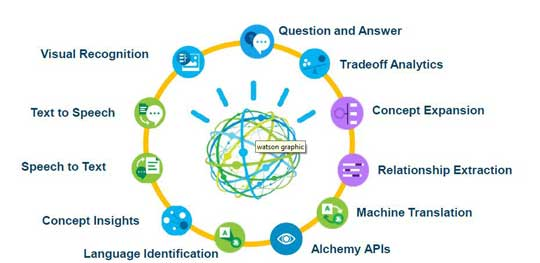 Question and Answer
Visual Recognition
Tradeoff Analytics
Text to Speech
Concept Expansion
watson graphic
Speech to Text
Relationship Extraction
Concept Insights
Machine Translation
Language Identification
Alchemy APIs